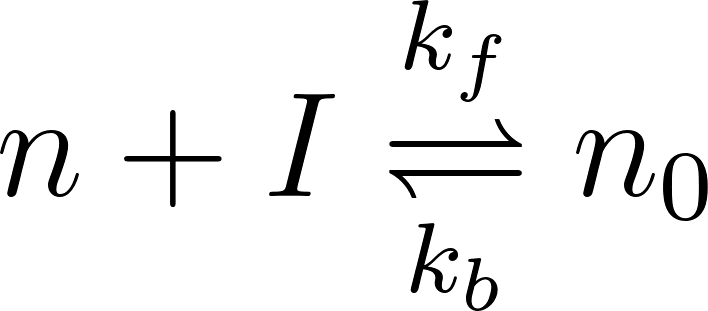 k_f
n + I ⇌ n_0
k_b